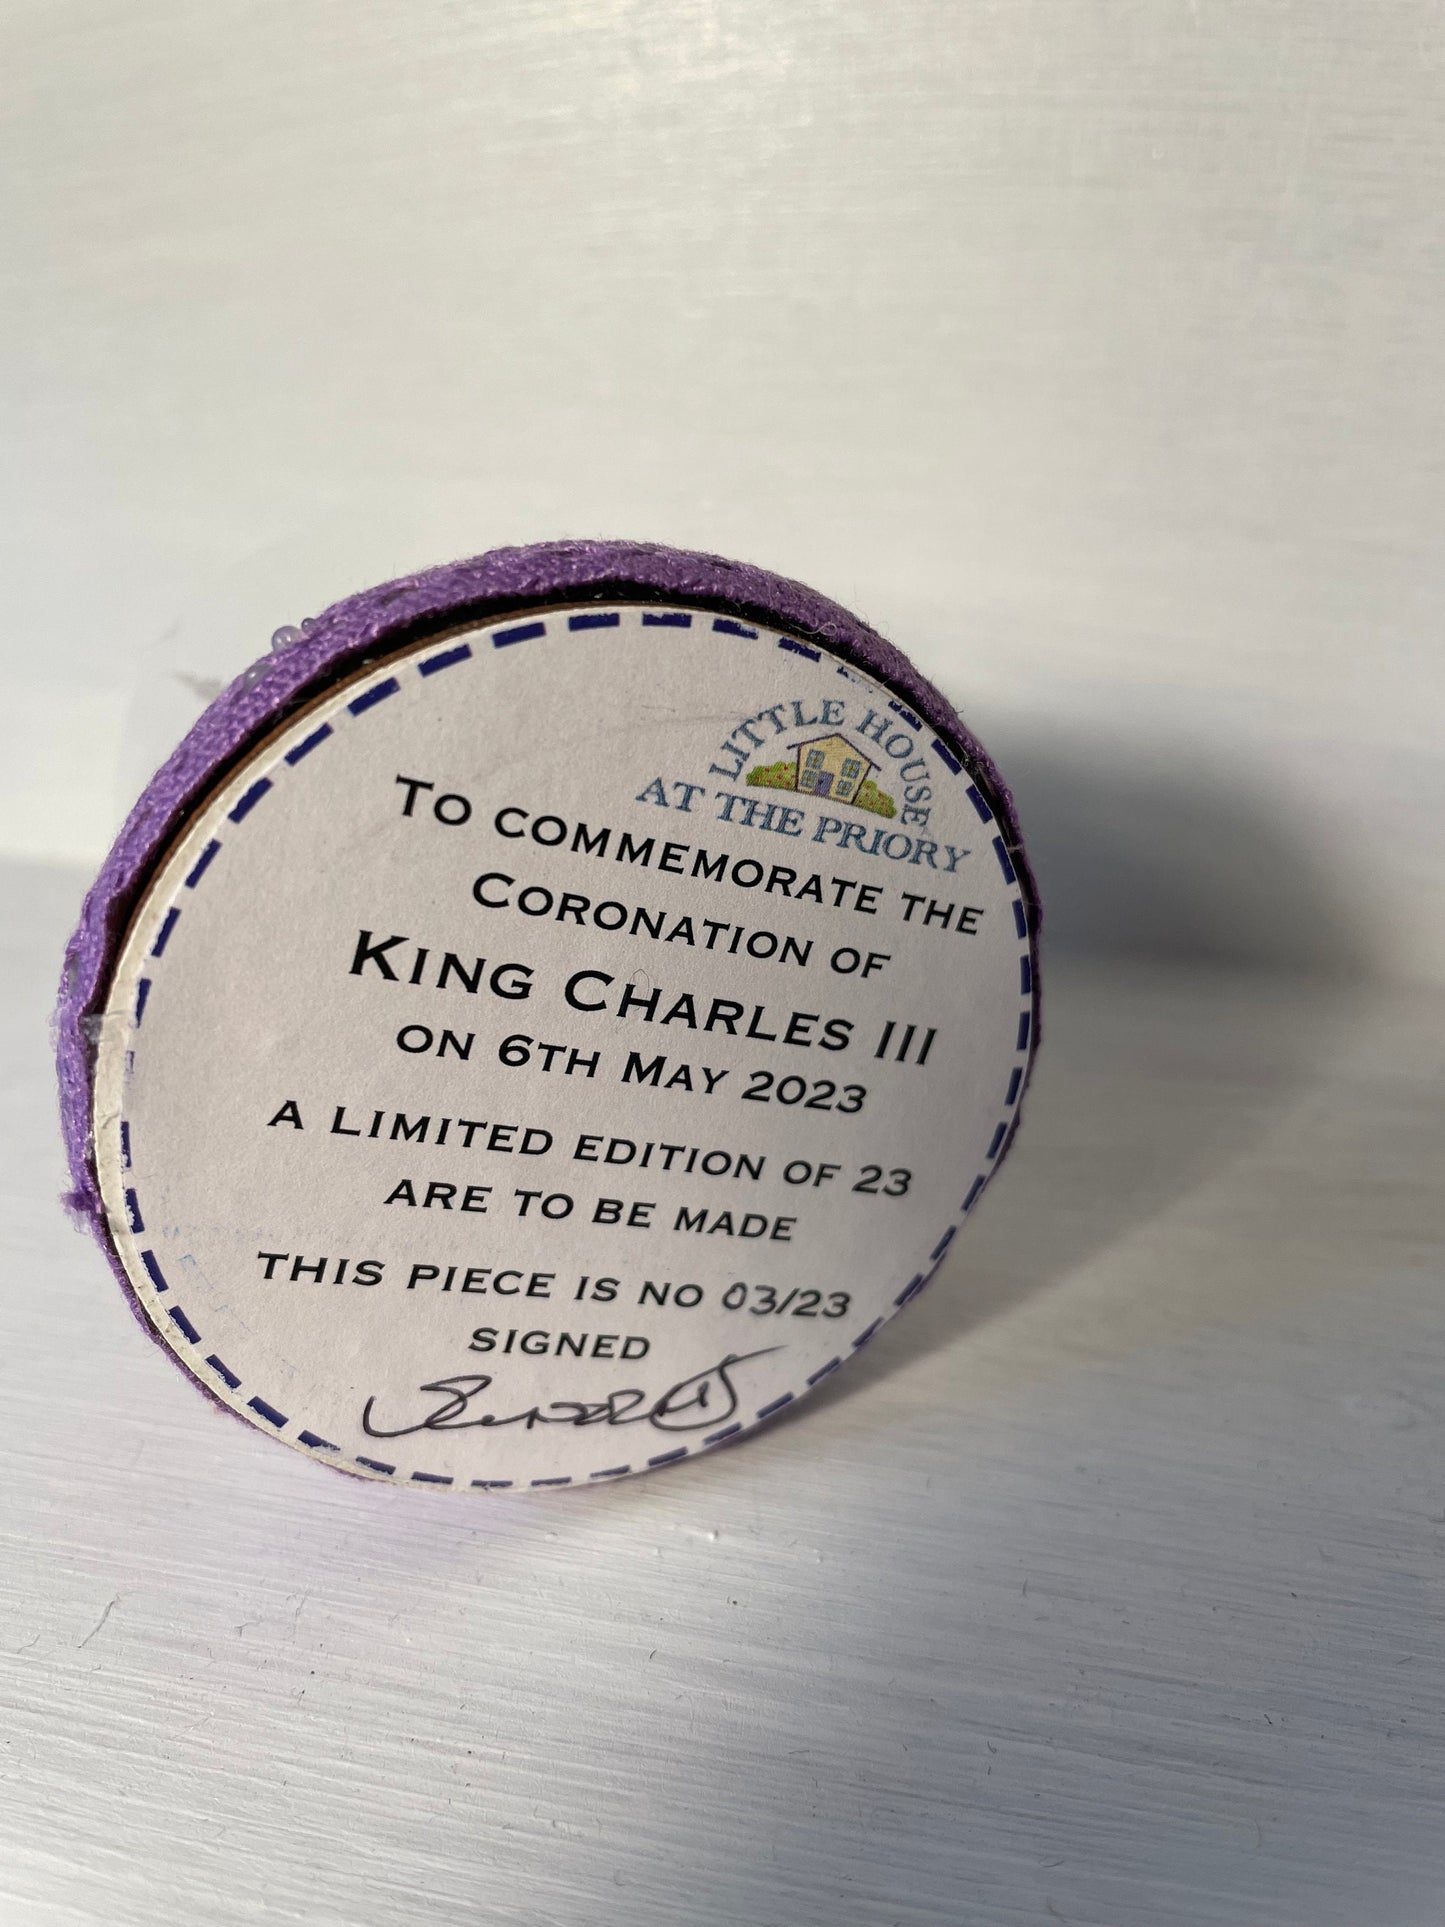 LITTLE HOUSE
AT THE PRIORY
TO COMMEMORATE THE
CORONATION OF
KING CHARLES III
ON 6TH MAY 2023
A LIMITED EDITION OF 23
ARE TO BE MADE
THIS PIECE IS NO 03/23
SIGNED